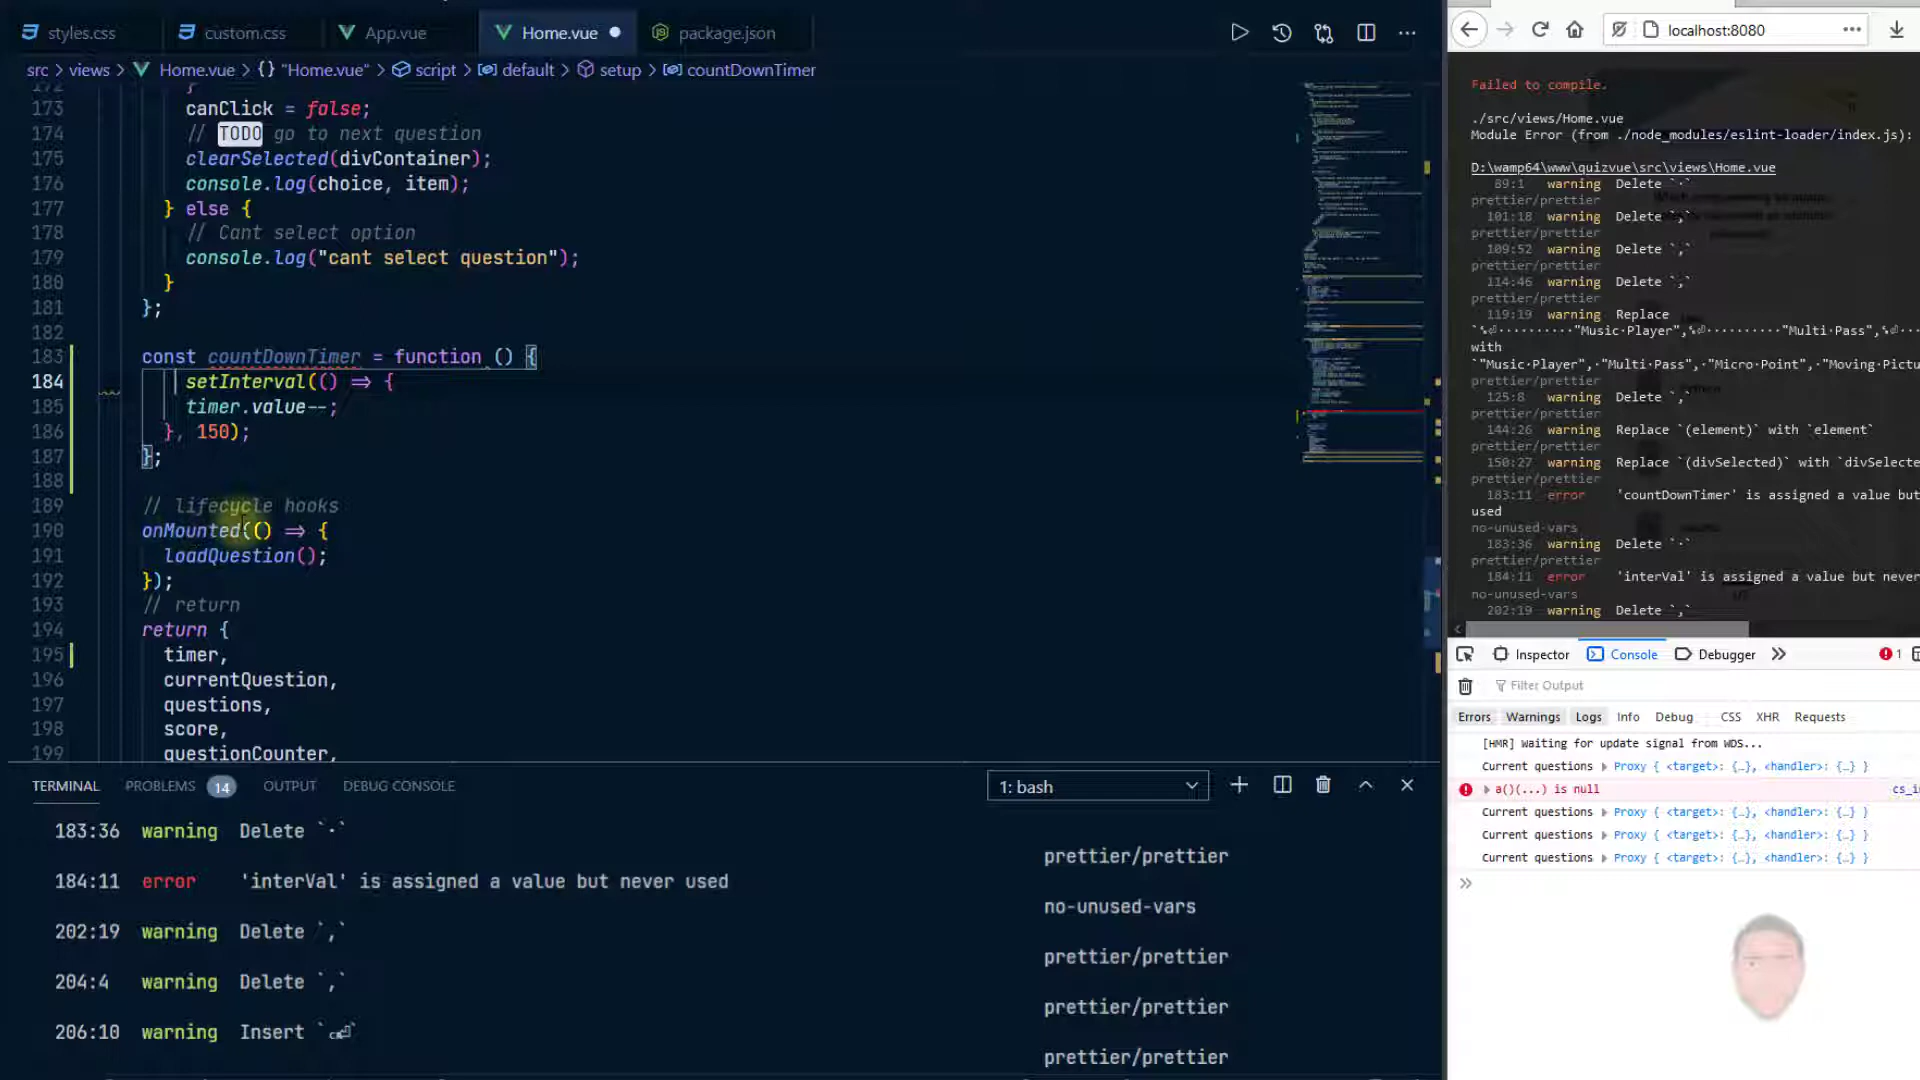 styles.css
custom.css
App.vue
Home.vue
package.json
src > views > Home.vue > {} "Home.vue" > script > default > setup > countDownTimer
172 }
173 canClick = false;
174 // TODO go to next question
175 clearSelected(divContainer);
176 console.log(choice, item);
177 } else {
178 // Cant select option
179 console.log("cant select question");
180 }
181 };
182
183 const countDownTimer = function () {
184 setInterval(() => {
185 timer.value--;
186 }, 150);
187 };
188
189 // lifecycle hooks
190 onMounted(() => {
191 loadQuestion();
192 });
193 // return
194 return {
195 timer,
196 currentQuestion,
197 questions,
198 score,
199 questionCounter,
TERMINAL PROBLEMS 14 OUTPUT DEBUG CONSOLE 1: bash
183:36 warning Delete `·`
prettier/prettier
184:11 error 'interVal' is assigned a value but never used
no-unused-vars
202:19 warning Delete `,`
prettier/prettier
204:4 warning Delete `,`
prettier/prettier
206:10 warning Insert `␍⏎`
prettier/prettier
localhost:8080
Failed to compile.
./src/views/Home.vue
Module Error (from ./node_modules/eslint-loader/index.js):
D:\wamp64\www\quizvue\src\views\Home.vue
89:1 warning Delete `·`
prettier/prettier
101:18 warning Delete `,`
prettier/prettier
109:52 warning Delete `,`
prettier/prettier
114:46 warning Delete `,`
prettier/prettier
119:19 warning Replace
`␍⏎··········"Music·Player",␍⏎··········"Multi·Pass",␍⏎
with
`"Music·Player",·"Multi·Pass",·"Micro·Point",·"Moving·Pictu
prettier/prettier
125:8 warning Delete `,`
prettier/prettier
144:26 warning Replace `(element)` with `element`
prettier/prettier
150:27 warning Replace `(divSelected)` with `divSelecte
prettier/prettier
183:11 error 'countDownTimer' is assigned a value but
used
no-unused-vars
183:36 warning Delete `·`
prettier/prettier
184:11 error 'interVal' is assigned a value but never
no-unused-vars
202:19 warning Delete `,`
Inspector Console Debugger 1
Filter Output
Errors Warnings Logs Info Debug CSS XHR Requests
[HMR] Waiting for update signal from WDS...
Current questions Proxy { <target>: {…}, <handler>: {…} }
a()(...) is null
Current questions Proxy { <target>: {…}, <handler>: {…} }
Current questions Proxy { <target>: {…}, <handler>: {…} }
Current questions Proxy { <target>: {…}, <handler>: {…} }